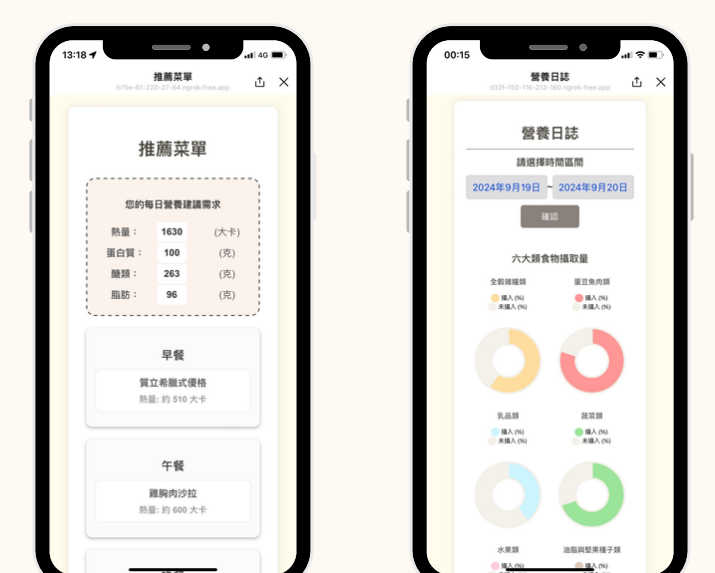 13:18
4G
推薦菜單
b75e-61-220-37-84.ngrok-free.app
推薦菜單
您的每日營養建議需求
熱量： 1630 (大卡)
蛋白質： 100 (克)
醣類： 263 (克)
脂肪： 96 (克)
早餐
質立希臘式優格
熱量: 約 510 大卡
午餐
雞胸肉沙拉
熱量: 約 600 大卡
00:15
營養日誌
營養日誌
請選擇時間區間
2024年9月19日 ~ 2024年9月20日
確認
六大類食物攝取量
全穀雜糧類 蛋豆魚肉類
攝入 (%) 攝入 (%)
未攝入 (%) 未攝入 (%)
乳品類 蔬菜類
攝入 (%) 攝入 (%)
未攝入 (%) 未攝入 (%)
水果類 油脂與堅果種子類
攝入 (%) 攝入 (%)